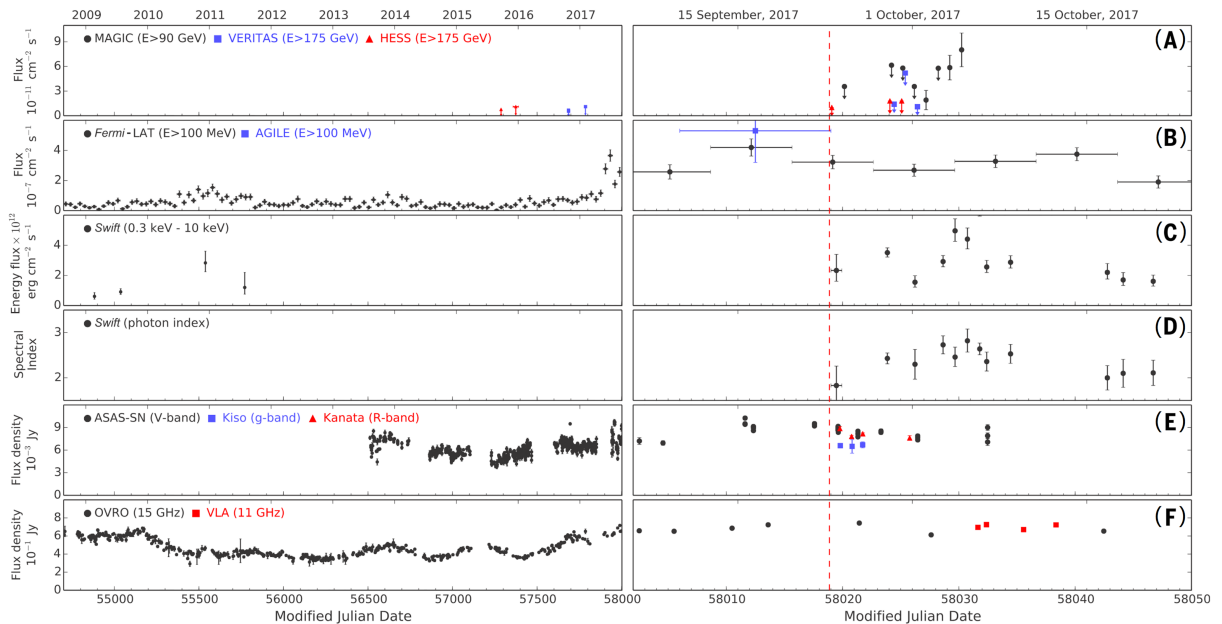 2009 2010 2011 2012 2013 2014 2015 2016 2017
15 September, 2017 1 October, 2017 15 October, 2017
MAGIC (E>90 GeV) VERITAS (E>175 GeV) HESS (E>175 GeV)
(A)
Flux
10⁻¹¹ cm⁻² s⁻¹
9
6
3
0
Fermi-LAT (E>100 MeV) AGILE (E>100 MeV)
(B)
Flux
10⁻⁷ cm⁻² s⁻¹
4
2
0
Swift (0.3 keV - 10 keV)
(C)
Energy flux × 10¹²
erg cm⁻² s⁻¹
4
2
0
Swift (photon index)
(D)
Spectral
Index
3
2
ASAS-SN (V-band) Kiso (g-band) Kanata (R-band)
(E)
Flux density
10⁻³ Jy
9
6
3
0
OVRO (15 GHz) VLA (11 GHz)
(F)
Flux density
10⁻¹ Jy
8
6
4
2
0
55000 55500 56000 56500 57000 57500 58000
58010 58020 58030 58040 58050
Modified Julian Date Modified Julian Date